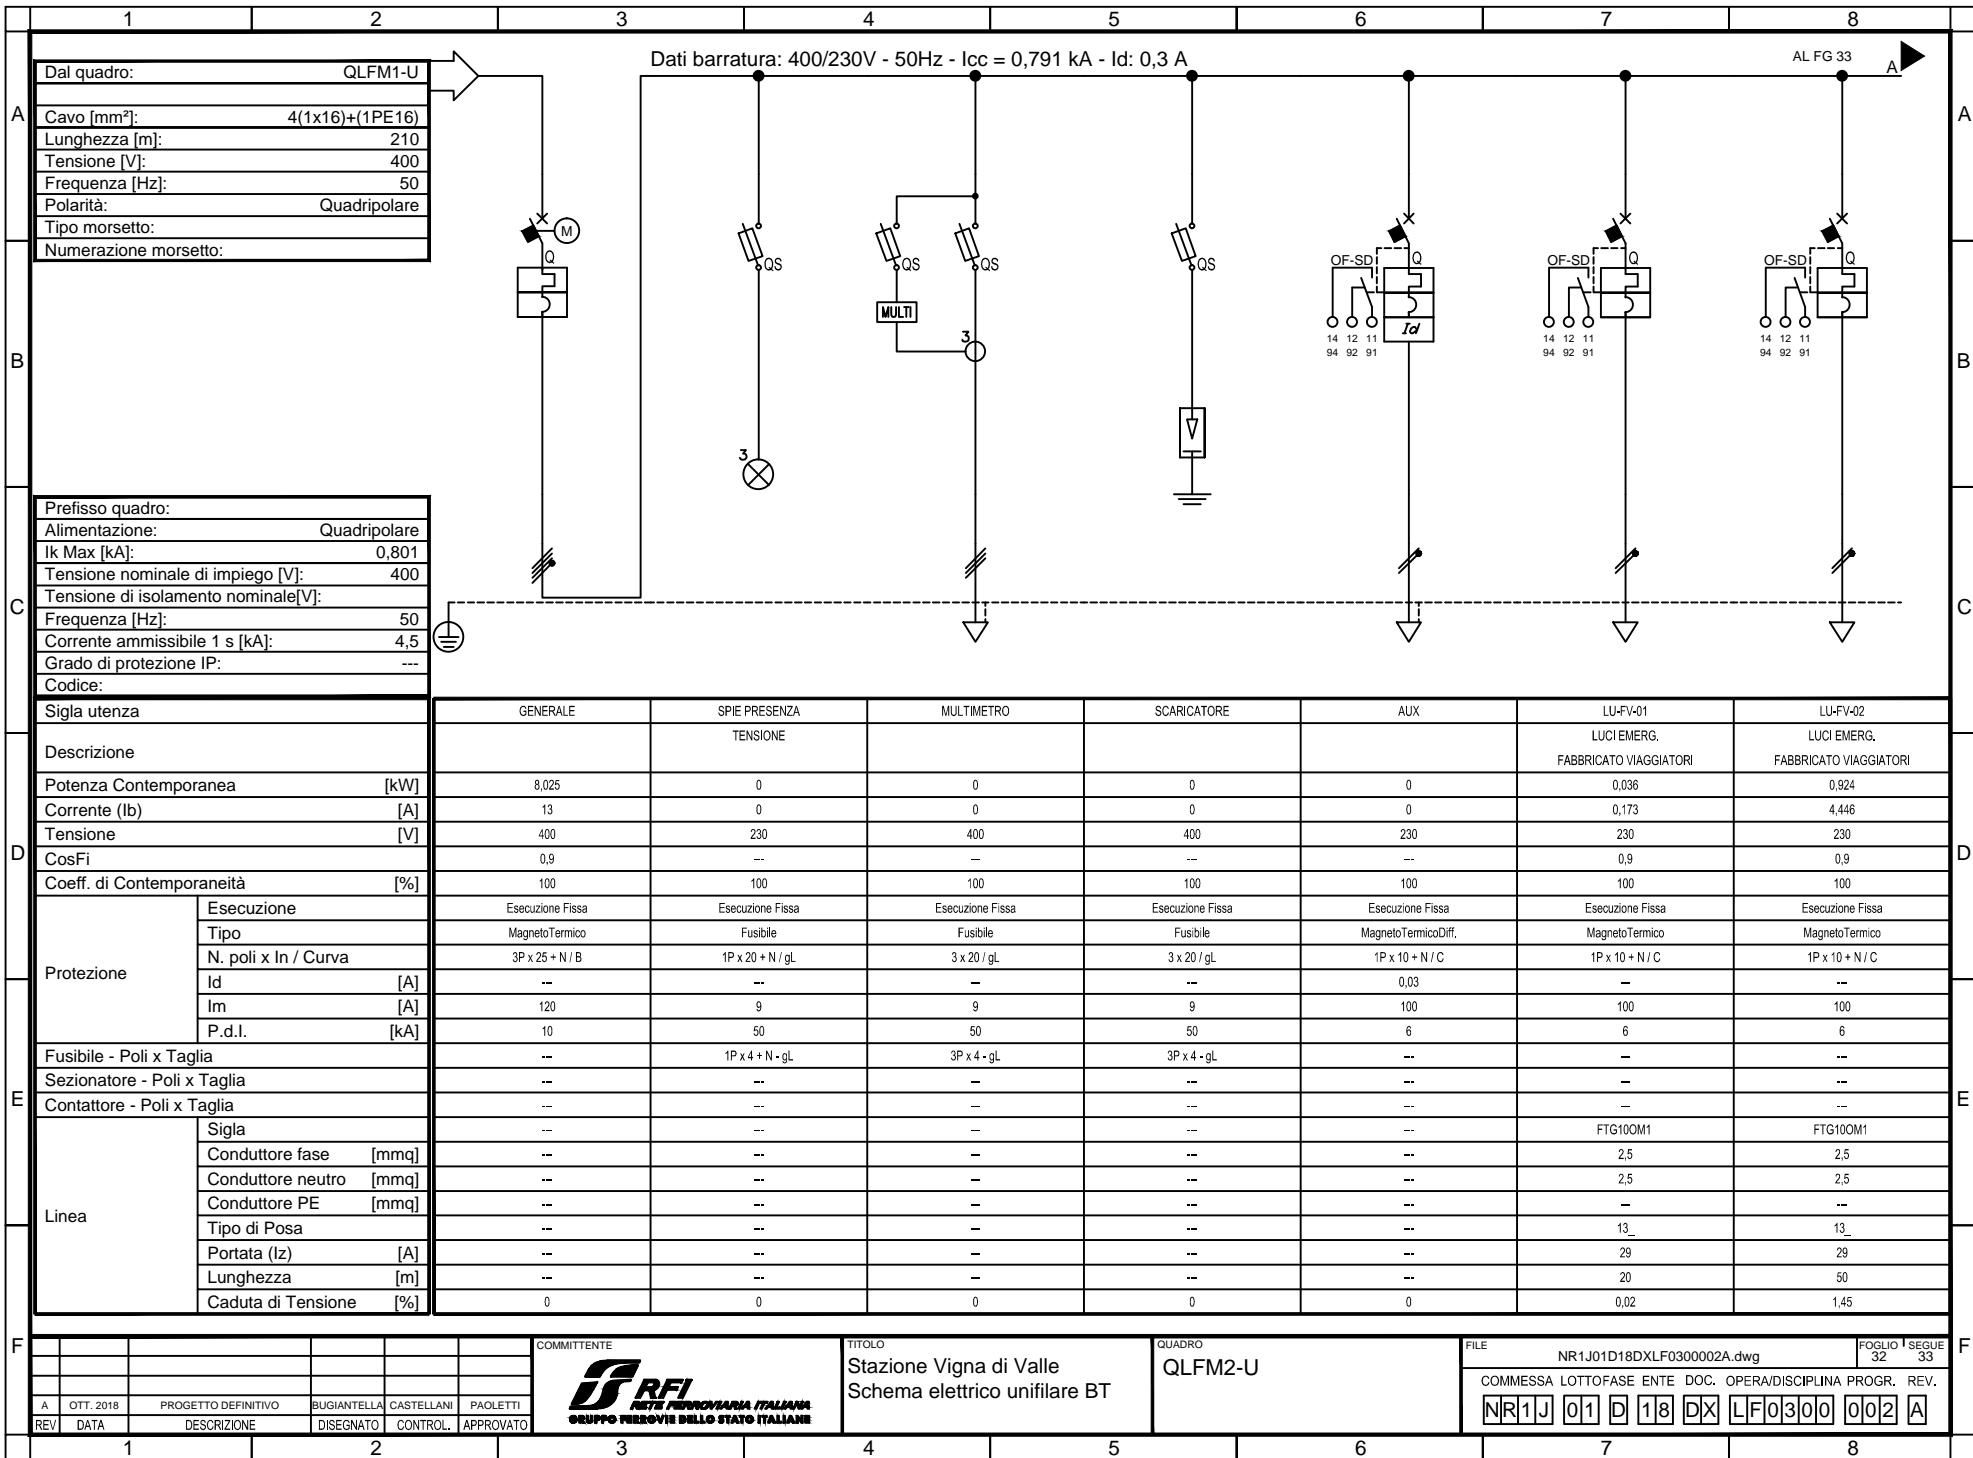 1 2 3 4 5 6 7 8
Dati barratura: 400/230V - 50Hz - Icc = 0,791 kA - Id: 0,3 A
AL FG 33 A
A A
B B
C C
D D
E E
F F
Dal quadro: QLFM1-U
Cavo [mm²]: 4(1x16)+(1PE16)
Lunghezza [m]: 210
Tensione [V]: 400
Frequenza [Hz]: 50
Polarità: Quadripolare
Tipo morsetto:
Numerazione morsetto:
M
Q
QS
3
QS QS
MULTI
3
QS
OF-SD Q
Id
14 12 11
94 92 91
OF-SD Q
14 12 11
94 92 91
OF-SD Q
14 12 11
94 92 91
Prefisso quadro:
Alimentazione: Quadripolare
Ik Max [kA]: 0,801
Tensione nominale di impiego [V]: 400
Tensione di isolamento nominale[V]:
Frequenza [Hz]: 50
Corrente ammissibile 1 s [kA]: 4,5
Grado di protezione IP: ---
Codice:
Sigla utenza GENERALE SPIE PRESENZA MULTIMETRO SCARICATORE AUX LU-FV-01 LU-FV-02
Descrizione TENSIONE LUCI EMERG. LUCI EMERG.
FABBRICATO VIAGGIATORI FABBRICATO VIAGGIATORI
Potenza Contemporanea [kW] 8,025 0 0 0 0 0,036 0,924
Corrente (Ib) [A] 13 0 0 0 0 0,173 4,446
Tensione [V] 400 230 400 400 230 230 230
CosFi 0,9 --- --- --- --- 0,9 0,9
Coeff. di Contemporaneità [%] 100 100 100 100 100 100 100
Protezione
Esecuzione Esecuzione Fissa Esecuzione Fissa Esecuzione Fissa Esecuzione Fissa Esecuzione Fissa Esecuzione Fissa Esecuzione Fissa
Tipo MagnetoTermico Fusibile Fusibile Fusibile MagnetoTermicoDiff. MagnetoTermico MagnetoTermico
N. poli x In / Curva 3P x 25 + N / B 1P x 20 + N / gL 3 x 20 / gL 3 x 20 / gL 1P x 10 + N / C 1P x 10 + N / C 1P x 10 + N / C
Id [A] --- --- --- --- 0,03 --- ---
Im [A] 120 9 9 9 100 100 100
P.d.I. [kA] 10 50 50 50 6 6 6
Fusibile - Poli x Taglia --- 1P x 4 + N - gL 3P x 4 - gL 3P x 4 - gL --- --- ---
Sezionatore - Poli x Taglia --- --- --- --- --- --- ---
Contattore - Poli x Taglia --- --- --- --- --- --- ---
Linea
Sigla --- --- --- --- --- FTG10OM1 FTG10OM1
Conduttore fase [mmq] --- --- --- --- --- 2,5 2,5
Conduttore neutro [mmq] --- --- --- --- --- 2,5 2,5
Conduttore PE [mmq] --- --- --- --- --- --- ---
Tipo di Posa --- --- --- --- --- 13_ 13_
Portata (Iz) [A] --- --- --- --- --- 29 29
Lunghezza [m] --- --- --- --- --- 20 50
Caduta di Tensione [%] 0 0 0 0 0 0,02 1,45
A OTT. 2018 PROGETTO DEFINITIVO BUGIANTELLA CASTELLANI PAOLETTI
REV DATA DESCRIZIONE DISEGNATO CONTROL. APPROVATO
COMMITTENTE
RFI
RETE FERROVIARIA ITALIANA
GRUPPO FERROVIE DELLO STATO ITALIANE
TITOLO
Stazione Vigna di Valle
Schema elettrico unifilare BT
QUADRO
QLFM2-U
FILE
NR1J01D18DXLF0300002A.dwg
FOGLIO SEGUE
32 33
COMMESSA LOTTO FASE ENTE DOC. OPERA/DISCIPLINA PROGR. REV.
NR1J 01 D 18 DX LF0300 002 A
1 2 3 4 5 6 7 8